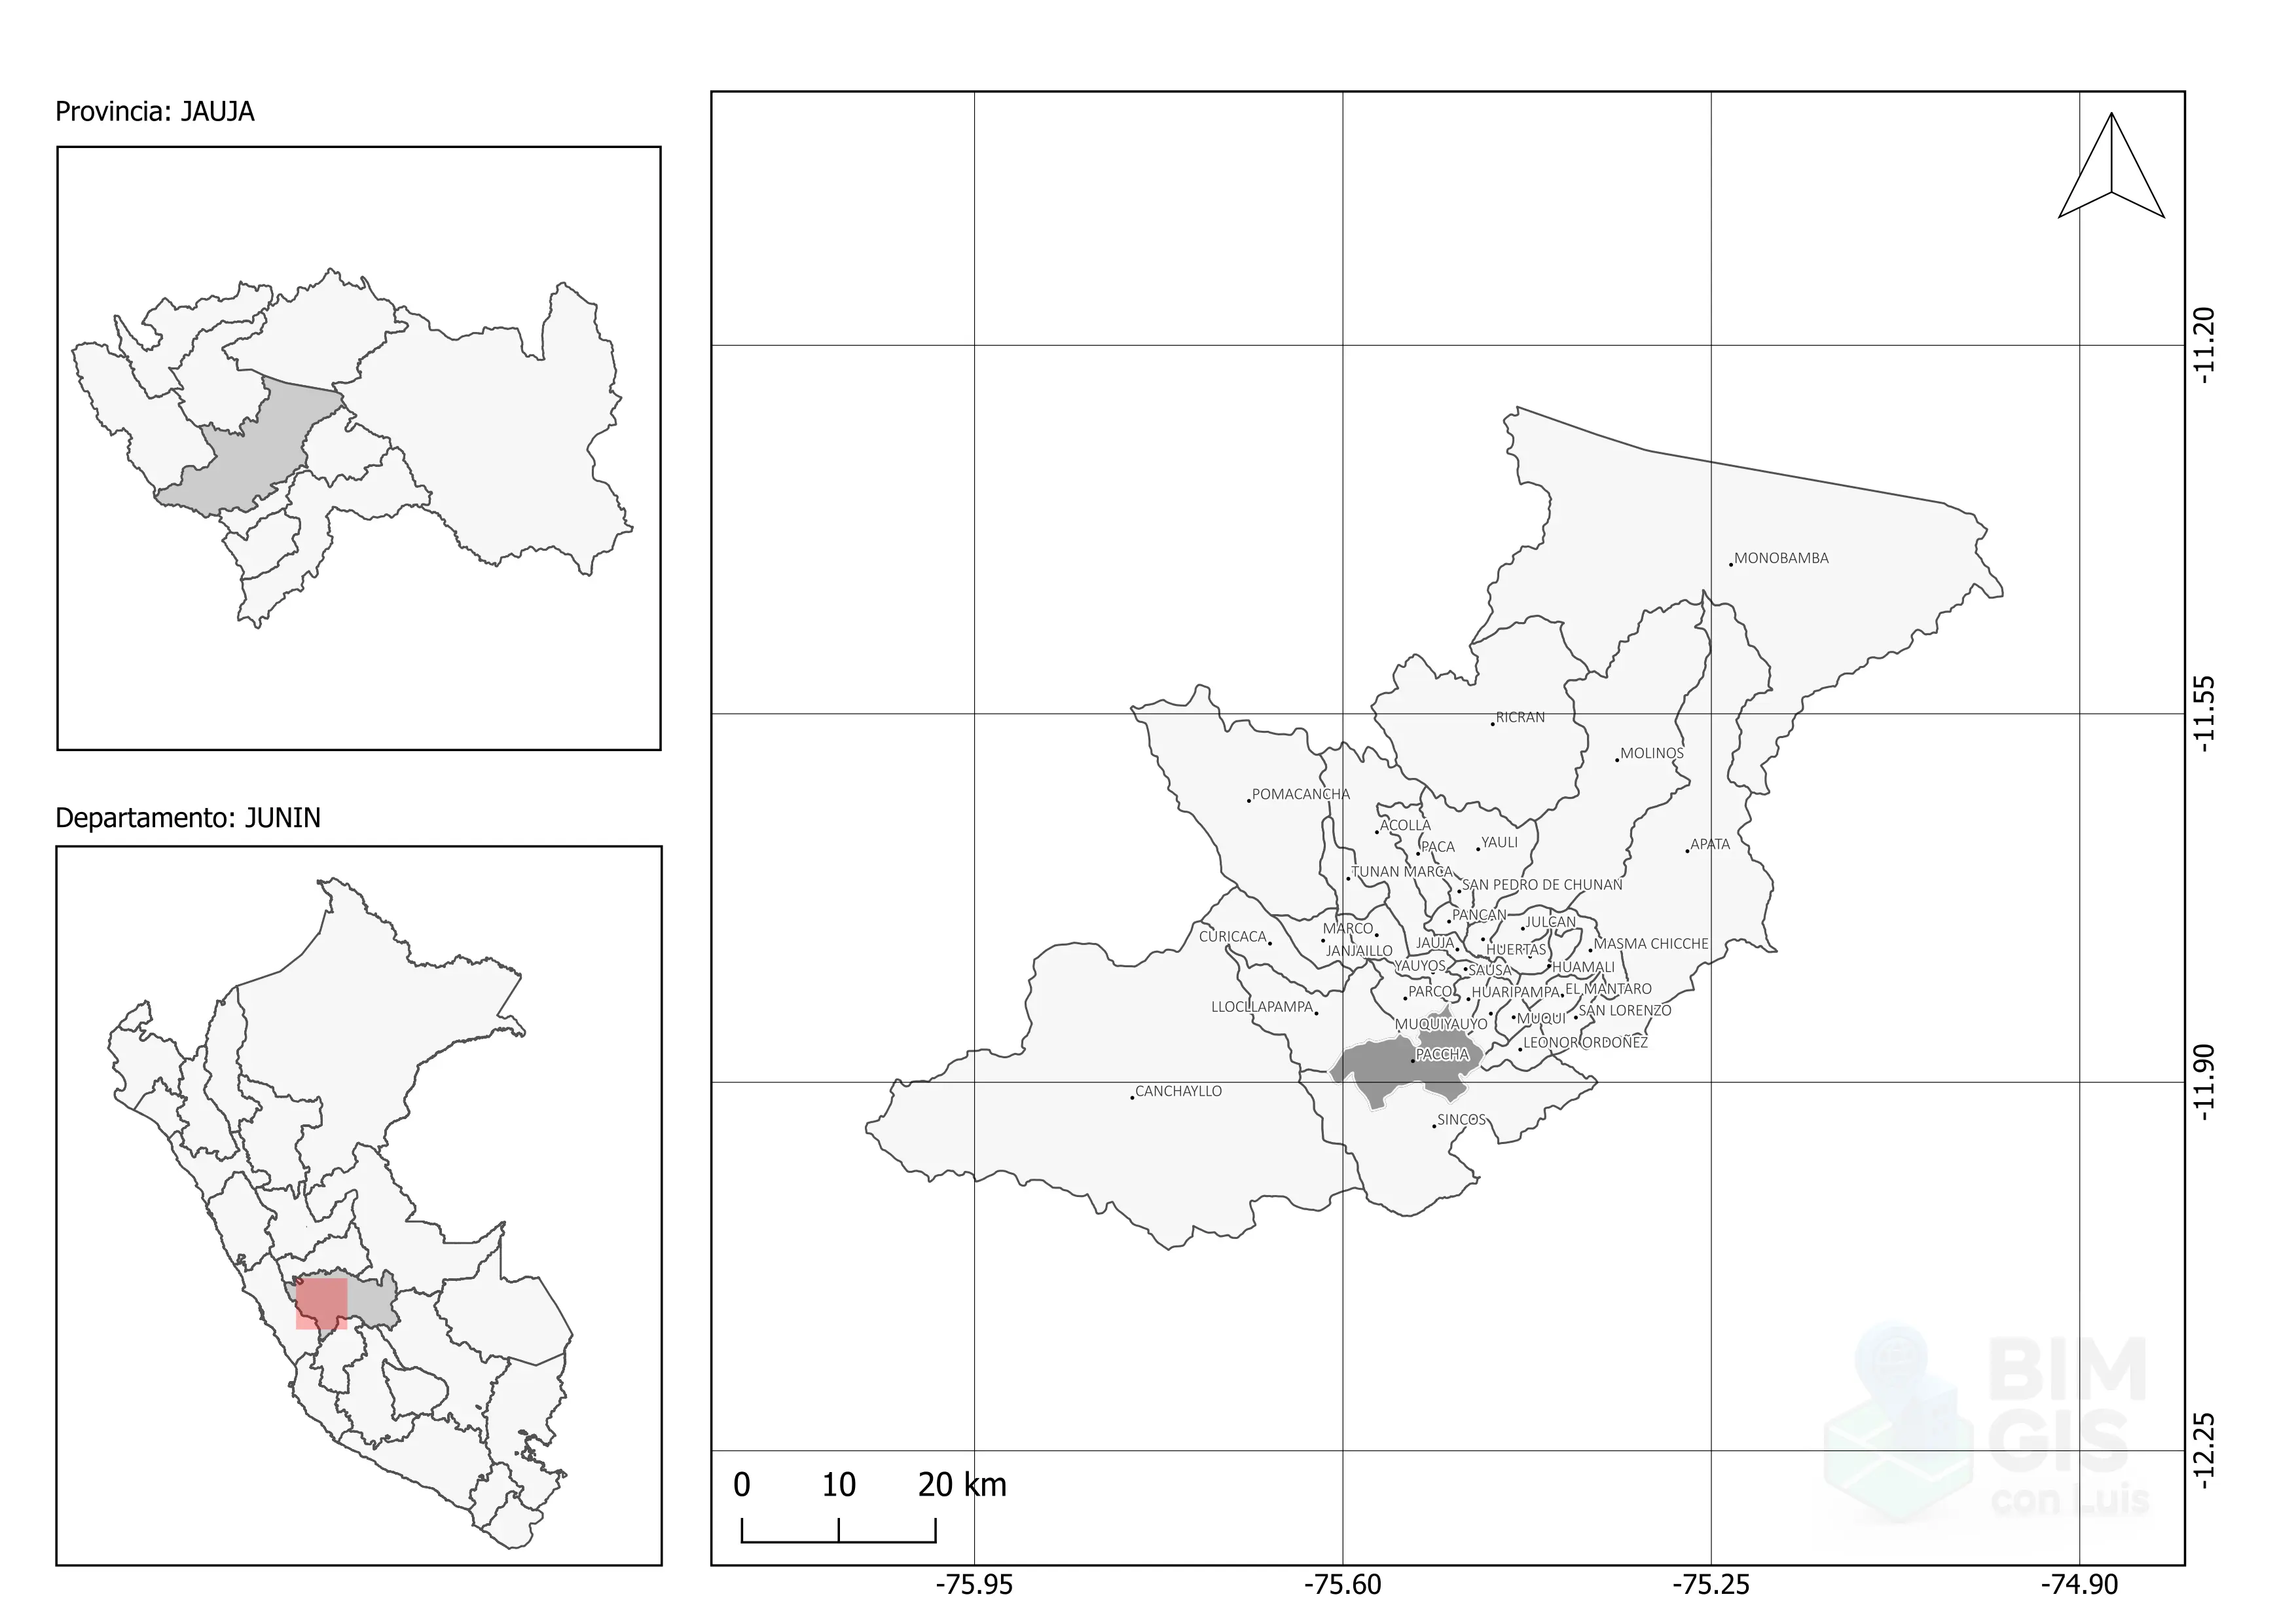 Provincia: JAUJA
Departamento: JUNIN
MONOBAMBA
RICRAN
MOLINOS
POMACANCHA
ACOLLA
PACA
YAULI
APATA
TUNAN MARCA
SAN PEDRO DE CHUNAN
PANCAN
JULCAN
MARCO
CURICACA
JANJAILLO
JAUJA
HUERTAS
MASMA CHICCHE
YAUYOS
SAUSA
HUAMALI
PARCO
HUARIPAMPA
EL MANTARO
LLOCLLAPAMPA
MUQUIYAUYO
MUQUI
SAN LORENZO
LEONOR ORDOÑEZ
PACCHA
CANCHAYLLO
SINCOS
-11.20
-11.55
-11.90
-12.25
0 10 20 km
-75.95 -75.60 -75.25 -74.90
BIM
GIS
con Luis